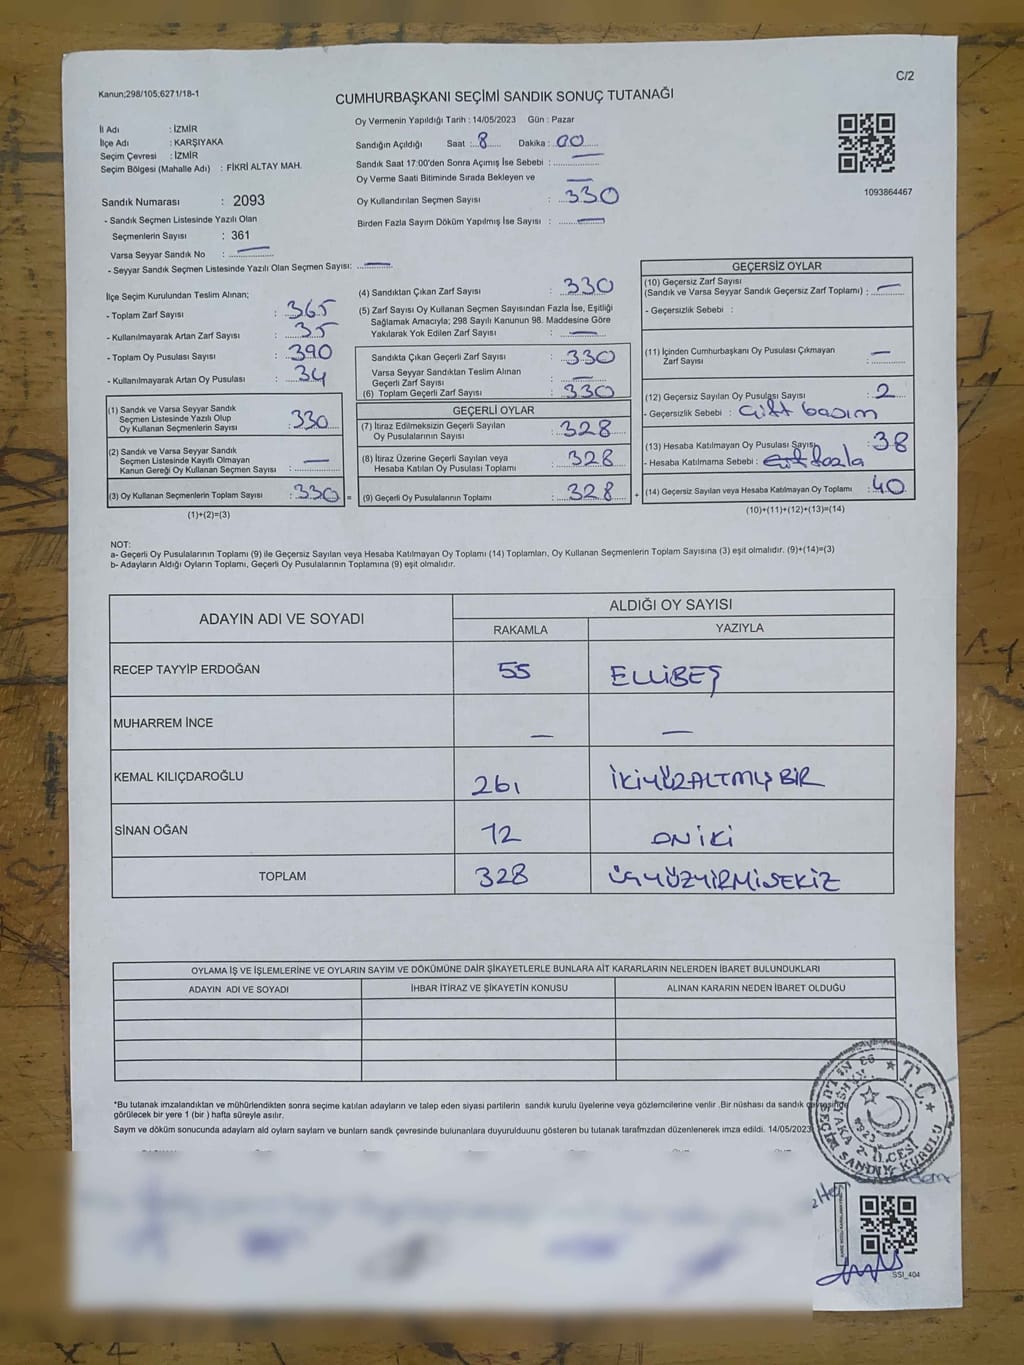 C/2
Kanun;298/105;6271/18-1
CUMHURBAŞKANI SEÇİMİ SANDIK SONUÇ TUTANAĞI
İl Adı : İZMİR
İlçe Adı : KARŞIYAKA
Seçim Çevresi : İZMİR
Seçim Bölgesi (Mahalle Adı) : FİKRİ ALTAY MAH.
Sandık Numarası : 2093
- Sandık Seçmen Listesinde Yazılı Olan
Seçmenlerin Sayısı : 361
Varsa Seyyar Sandık No : —
- Seyyar Sandık Seçmen Listesinde Yazılı Olan Seçmen Sayısı: —
Oy Vermenin Yapıldığı Tarih : 14/05/2023 Gün : Pazar
Sandığın Açıldığı Saat : 8 Dakika : 00
Sandık Saat 17:00'den Sonra Açımış İse Sebebi : —
Oy Verme Saati Bitiminde Sırada Bekleyen ve —
Oy Kullandırılan Seçmen Sayısı : 330
Birden Fazla Sayım Döküm Yapılmış İse Sayısı : —
1093864467
İlçe Seçim Kurulundan Teslim Alınan;
- Toplam Zarf Sayısı : 365
- Kullanılmayarak Artan Zarf Sayısı : 35
- Toplam Oy Pusulası Sayısı : 390
- Kullanılmayarak Artan Oy Pusulası : 34
(1) Sandık ve Varsa Seyyar Sandık
Seçmen Listesinde Yazılı Olup
Oy Kullanan Seçmenlerin Sayısı : 330
(2) Sandık ve Varsa Seyyar Sandık
Seçmen Listesinde Kayıtlı Olmayan
Kanun Gereği Oy Kullanan Seçmen Sayısı : —
(3) Oy Kullanan Seçmenlerin Toplam Sayısı : 330 =
(1)+(2)=(3)
(4) Sandıktan Çıkan Zarf Sayısı : 330
(5) Zarf Sayısı Oy Kullanan Seçmen Sayısından Fazla İse, Eşitliği
Sağlamak Amacıyla; 298 Sayılı Kanunun 98. Maddesine Göre
Yakılarak Yok Edilen Zarf Sayısı : —
Sandıkta Çıkan Geçerli Zarf Sayısı : 330
Varsa Seyyar Sandıktan Teslim Alınan
Geçerli Zarf Sayısı : —
(6) Toplam Geçerli Zarf Sayısı : 330
GEÇERLİ OYLAR
(7) İtiraz Edilmeksizin Geçerli Sayılan
Oy Pusulalarının Sayısı : 328
(8) İtiraz Üzerine Geçerli Sayılan veya
Hesaba Katılan Oy Pusulası Toplamı : 328
(9) Geçerli Oy Pusulalarının Toplamı : 328 +
GEÇERSİZ OYLAR
(10) Geçersiz Zarf Sayısı
(Sandık ve Varsa Seyyar Sandık Geçersiz Zarf Toplamı) : —
- Geçersizlik Sebebi :
(11) İçinden Cumhurbaşkanı Oy Pusulası Çıkmayan
Zarf Sayısı : —
(12) Geçersiz Sayılan Oy Pusulası Sayısı : 2
- Geçersizlik Sebebi : Çift basım
(13) Hesaba Katılmayan Oy Pusulası Sayısı : 38
- Hesaba Katılmama Sebebi : fazla
(14) Geçersiz Sayılan veya Hesaba Katılmayan Oy Toplamı : 40
(10)+(11)+(12)+(13)=(14)
NOT:
a- Geçerli Oy Pusulalarının Toplamı (9) ile Geçersiz Sayılan veya Hesaba Katılmayan Oy Toplamı (14) Toplamları, Oy Kullanan Seçmenlerin Toplam Sayısına (3) eşit olmalıdır. (9)+(14)=(3)
b- Adayların Aldığı Oyların Toplamı, Geçerli Oy Pusulalarının Toplamına (9) eşit olmalıdır.
ADAYIN ADI VE SOYADI
ALDIĞI OY SAYISI
RAKAMLA YAZIYLA
RECEP TAYYİP ERDOĞAN 55 ELLİBEŞ
MUHARREM İNCE — —
KEMAL KILIÇDAROĞLU 261 İKİYÜZALTMIŞBİR
SİNAN OĞAN 12 ONİKİ
TOPLAM 328 ÜÇYÜZYİRMİSEKİZ
OYLAMA İŞ VE İŞLEMLERİNE VE OYLARIN SAYIM VE DÖKÜMÜNE DAİR ŞİKAYETLERLE BUNLARA AİT KARARLARIN NELERDEN İBARET BULUNDUKLARI
ADAYIN ADI VE SOYADI İHBAR İTİRAZ VE ŞİKAYETİN KONUSU ALINAN KARARIN NEDEN İBARET OLDUĞU
*Bu tutanak imzalandıktan ve mühürlendikten sonra seçime katılan adayların ve talep eden siyasi partilerin sandık kurulu üyelerine veya gözlemcilerine verilir .Bir nüshası da sandık çevresinde
görülecek bir yere 1 (bir ) hafta süreyle asılır.
Sayım ve döküm sonucunda adayların ald oyların sayların ve bunların sandk çevresinde bulunanlara duyurulduunu gösteren bu tutanak tarafmzdan düzenlenerek imza edildi. 14/05/2023
T.C.
KARŞIYAKA 2. İLÇESİ
SANDIK KURULU
1923
SSI_404